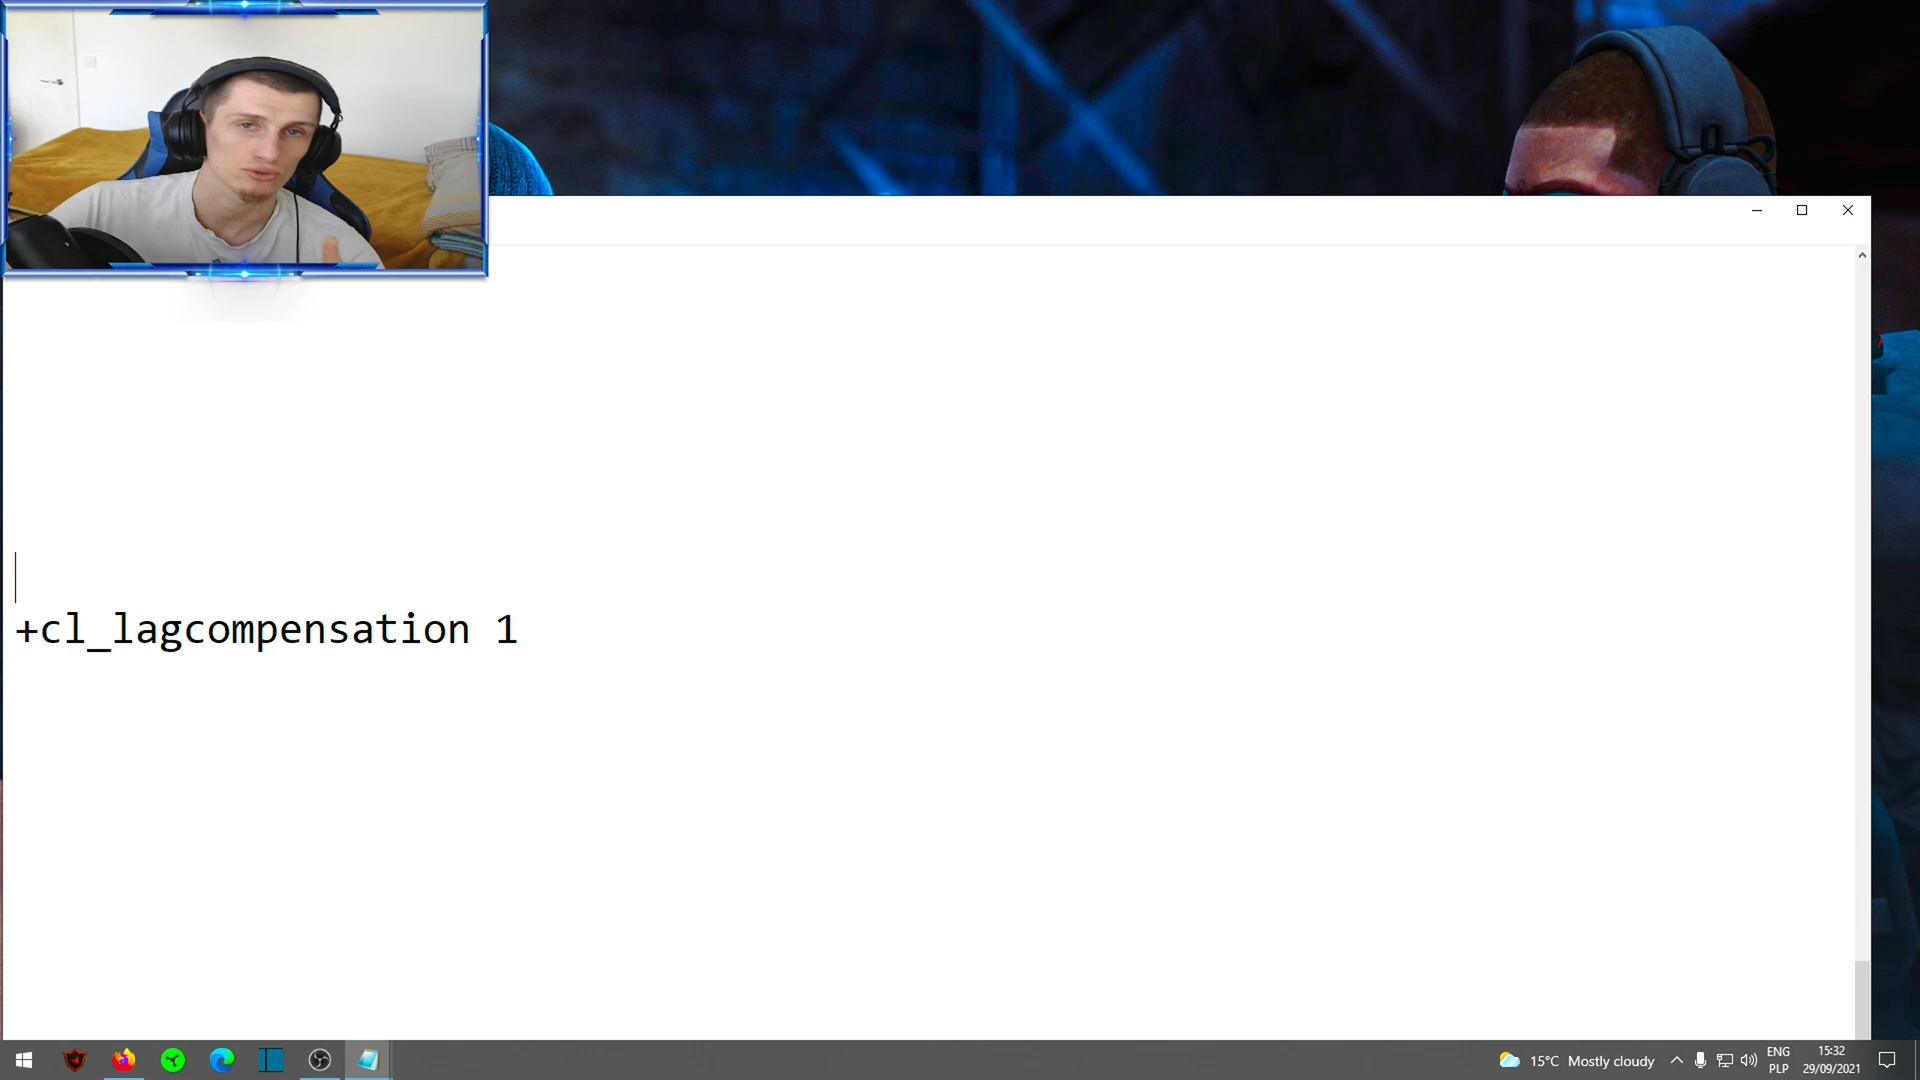 +cl_lagcompensation 1
15°C Mostly cloudy
ENG
PLP
15:32
29/09/2021